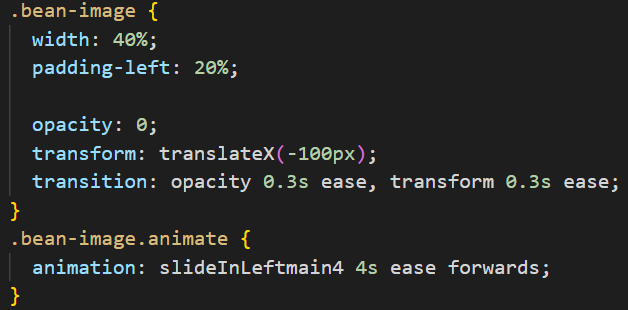 .bean-image {
  width: 40%;
  padding-left: 20%;

  opacity: 0;
  transform: translateX(-100px);
  transition: opacity 0.3s ease, transform 0.3s ease;
}
.bean-image.animate {
  animation: slideInLeftmain4 4s ease forwards;
}